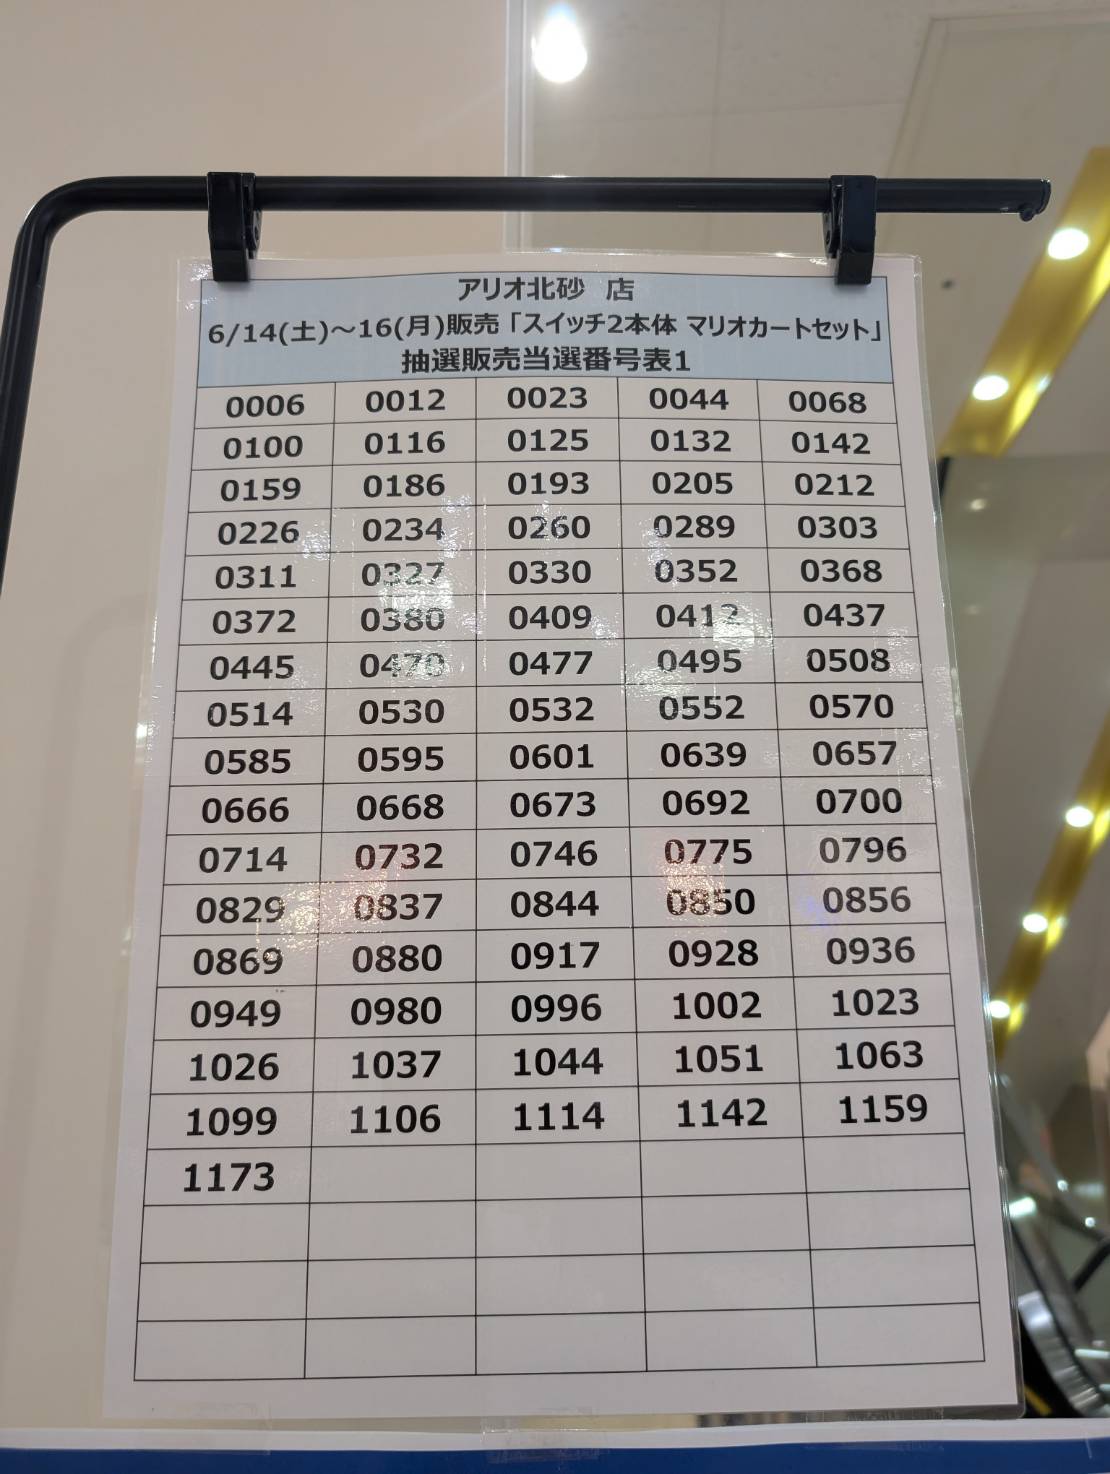 アリオ北砂 店
6/14(土)～16(月)販売「スイッチ2本体 マリオカートセット」
抽選販売当選番号表1
0006 0012 0023 0044 0068
0100 0116 0125 0132 0142
0159 0186 0193 0205 0212
0226 0234 0260 0289 0303
0311 0327 0330 0352 0368
0372 0380 0409 0412 0437
0445 0470 0477 0495 0508
0514 0530 0532 0552 0570
0585 0595 0601 0639 0657
0666 0668 0673 0692 0700
0714 0732 0746 0775 0796
0829 0837 0844 0850 0856
0869 0880 0917 0928 0936
0949 0980 0996 1002 1023
1026 1037 1044 1051 1063
1099 1106 1114 1142 1159
1173